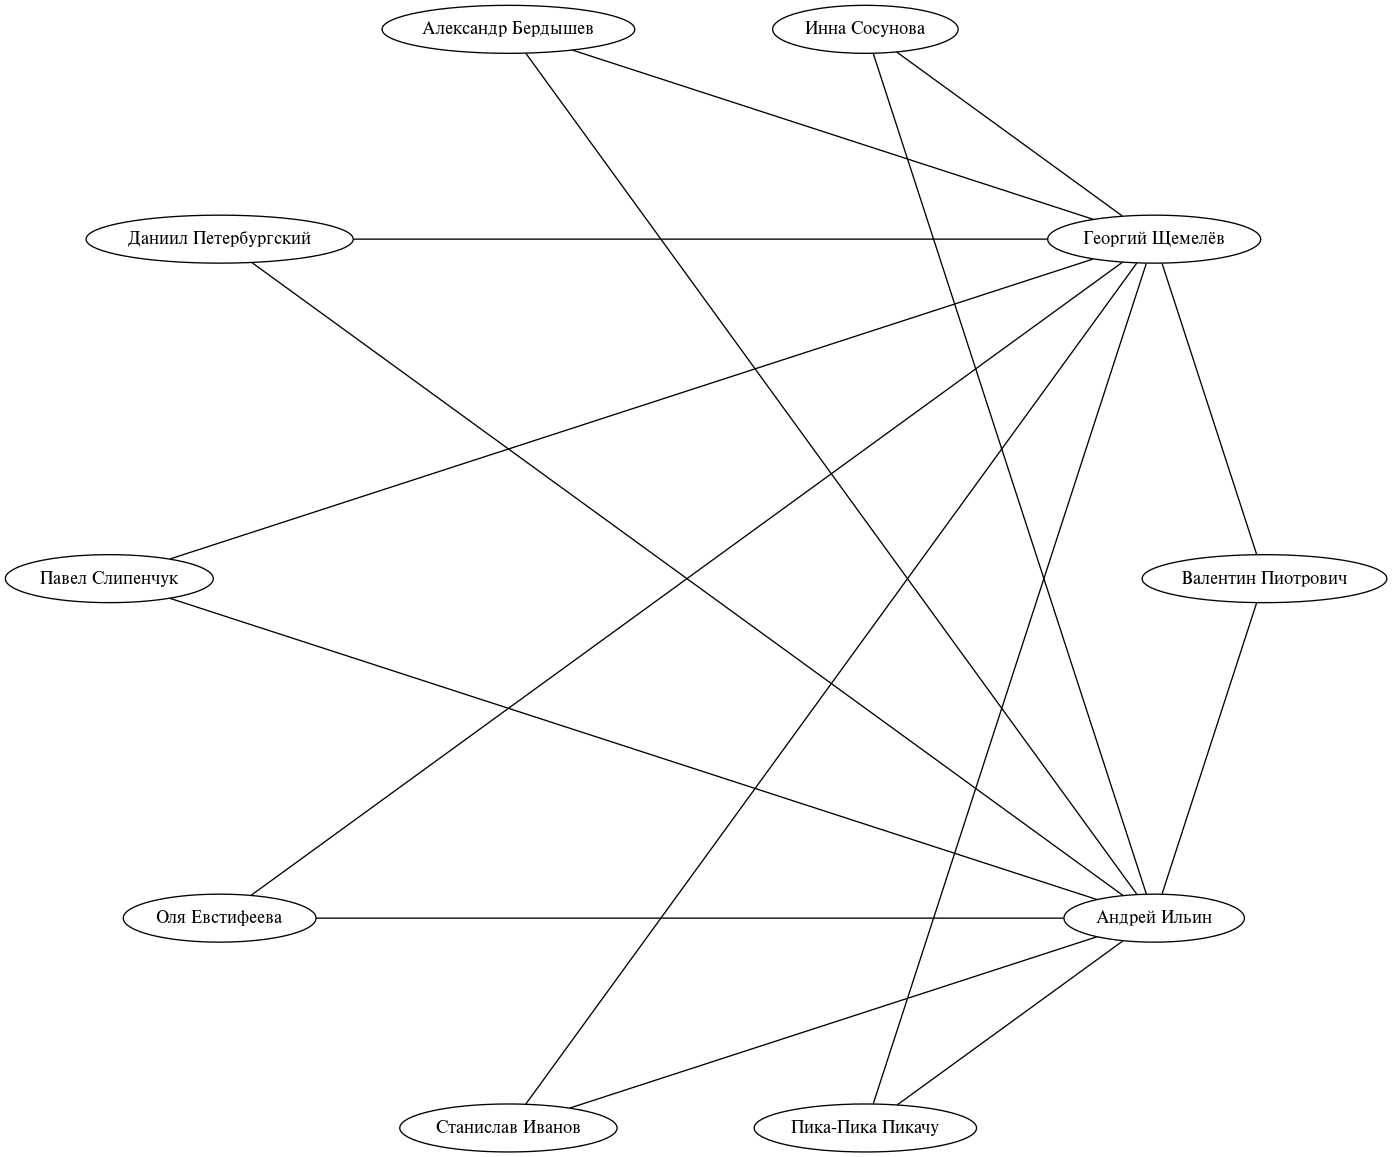 Александр Бердышев
Инна Сосунова
Даниил Петербургский
Георгий Щемелёв
Павел Слипенчук
Валентин Пиотрович
Оля Евстифеева
Андрей Ильин
Станислав Иванов
Пика-Пика Пикачу